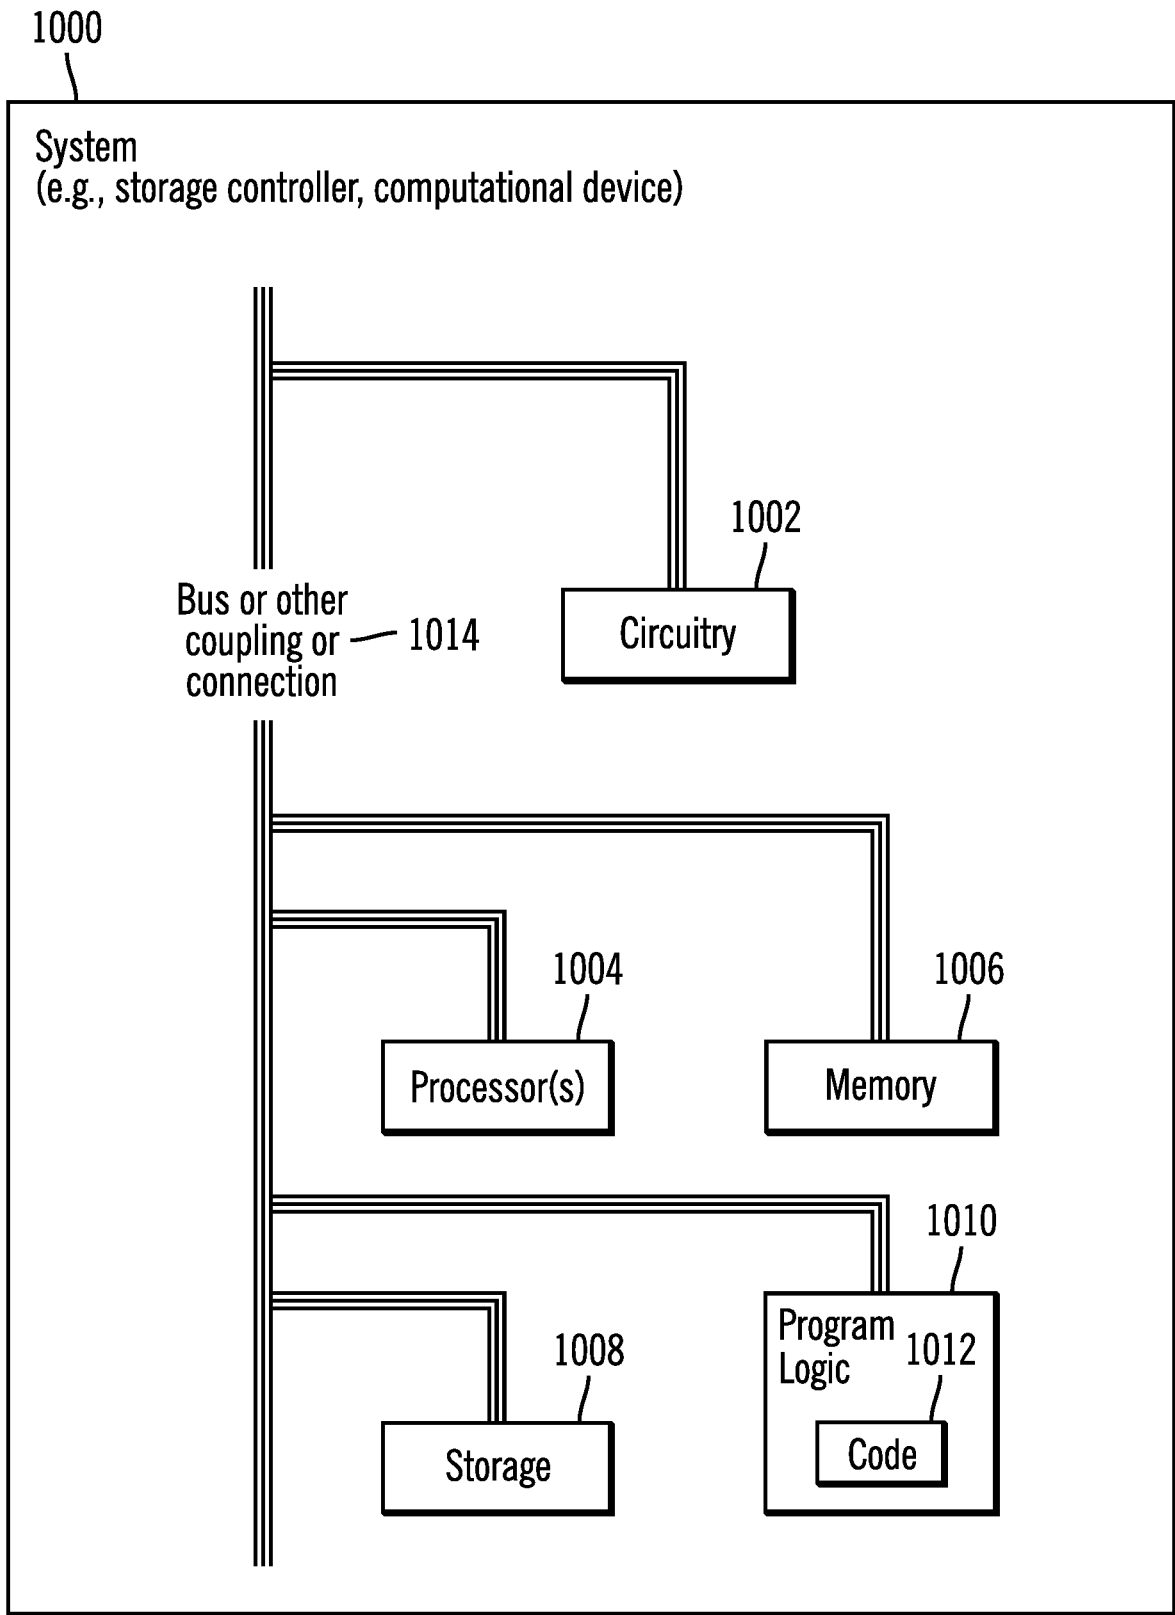 1000
System
(e.g., storage controller, computational device)
1002
Circuitry
Bus or other
coupling or
connection
1014
1004
Processor(s)
1006
Memory
1008
Storage
1010
Program
Logic
1012
Code